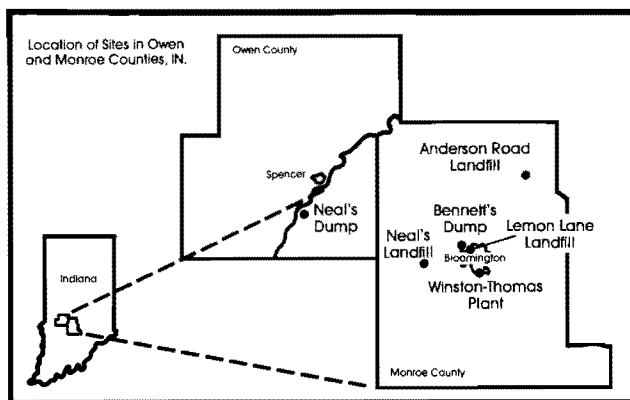 Location of Sites in Owen
and Monroe Counties, IN.
Owen County
Spencer
Neal's
Dump
Anderson Road
Landfill
Bennett's
Dump
Lemon Lane
Landfill
Neal's
Landfill
Bloomington
Winston-Thomas
Plant
Indiana
Monroe County